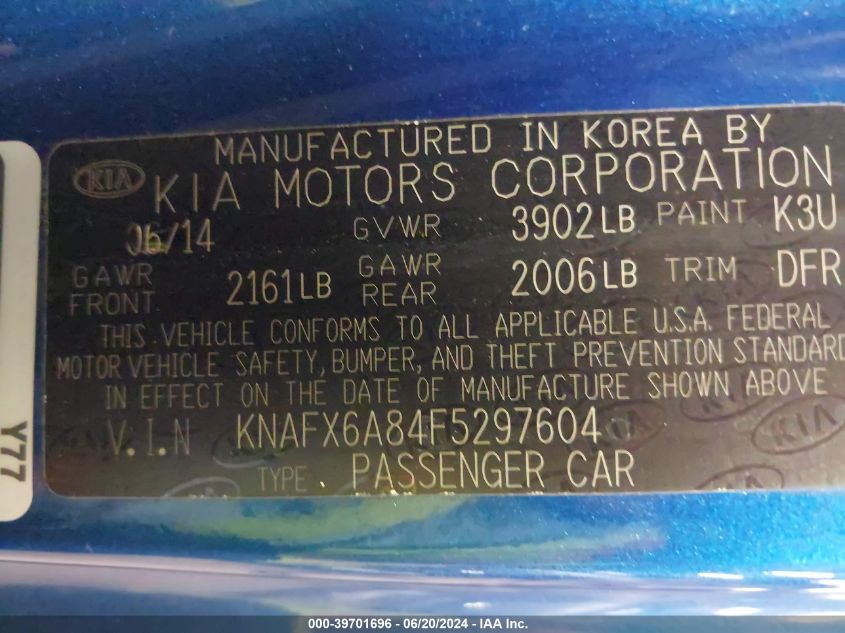 MANUFACTURED IN KOREA BY
KIA KIA MOTORS CORPORATION
06/14 GVWR 3902LB PAINT K3U
GAWR FRONT 2161LB GAWR REAR 2006LB TRIM DFR
THIS VEHICLE CONFORMS TO ALL APPLICABLE U.S.A. FEDERAL
MOTOR VEHICLE SAFETY, BUMPER, AND THEFT PREVENTION STANDARD
IN EFFECT ON THE DATE OF MANUFACTURE SHOWN ABOVE
V.I.N KNAFX6A84F5297604
TYPE PASSENGER CAR
Y77
000-39701696 - 06/20/2024 - IAA Inc.